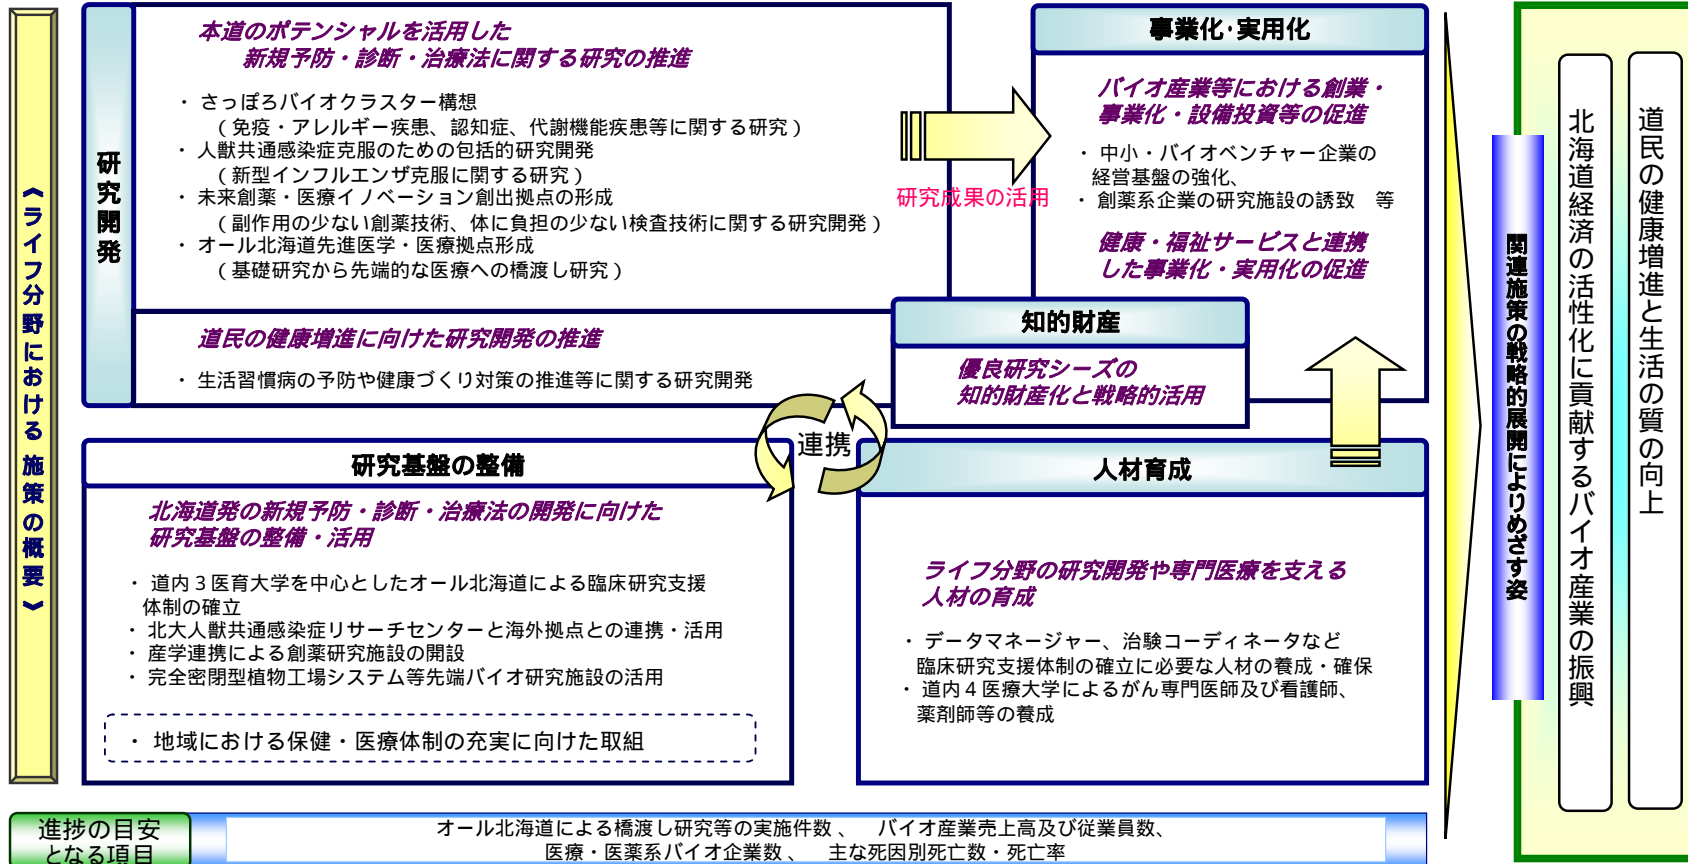 《ライフ分野における 施策の概要》
研究開発
本道のポテンシャルを活用した
新規予防・診断・治療法に関する研究の推進
・ さっぽろバイオクラスター構想
（免疫・アレルギー疾患、認知症、代謝機能疾患等に関する研究）
・ 人獣共通感染症克服のための包括的研究開発
（新型インフルエンザ克服に関する研究）
・ 未来創薬・医療イノベーション創出拠点の形成
（副作用の少ない創薬技術、体に負担の少ない検査技術に関する研究開発）
・ オール北海道先進医学・医療拠点形成
（基礎研究から先端的な医療への橋渡し研究）
道民の健康増進に向けた研究開発の推進
・ 生活習慣病の予防や健康づくり対策の推進等に関する研究開発
研究成果の活用
事業化･実用化
バイオ産業等における創業・
事業化・設備投資等の促進
・ 中小・バイオベンチャー企業の
経営基盤の強化、
・ 創薬系企業の研究施設の誘致　等
健康・福祉サービスと連携
した事業化・実用化の促進
知的財産
優良研究シーズの
知的財産化と戦略的活用
連携
研究基盤の整備
北海道発の新規予防・診断・治療法の開発に向けた
研究基盤の整備・活用
・ 道内３医育大学を中心としたオール北海道による臨床研究支援
体制の確立
・ 北大人獣共通感染症リサーチセンターと海外拠点との連携・活用
・ 産学連携による創薬研究施設の開設
・ 完全密閉型植物工場システム等先端バイオ研究施設の活用
・ 地域における保健・医療体制の充実に向けた取組
人材育成
ライフ分野の研究開発や専門医療を支える
人材の育成
・ データマネージャー、治験コーディネータなど
臨床研究支援体制の確立に必要な人材の養成・確保
・ 道内４医療大学によるがん専門医師及び看護師、
薬剤師等の養成
関連施策の戦略的展開によりめざす姿
道民の健康増進と生活の質の向上
北海道経済の活性化に貢献するバイオ産業の振興
進捗の目安
となる項目
オール北海道による橋渡し研究等の実施件数 、　バイオ産業売上高及び従業員数、
医療・医薬系バイオ企業数 、　主な死因別死亡数・死亡率